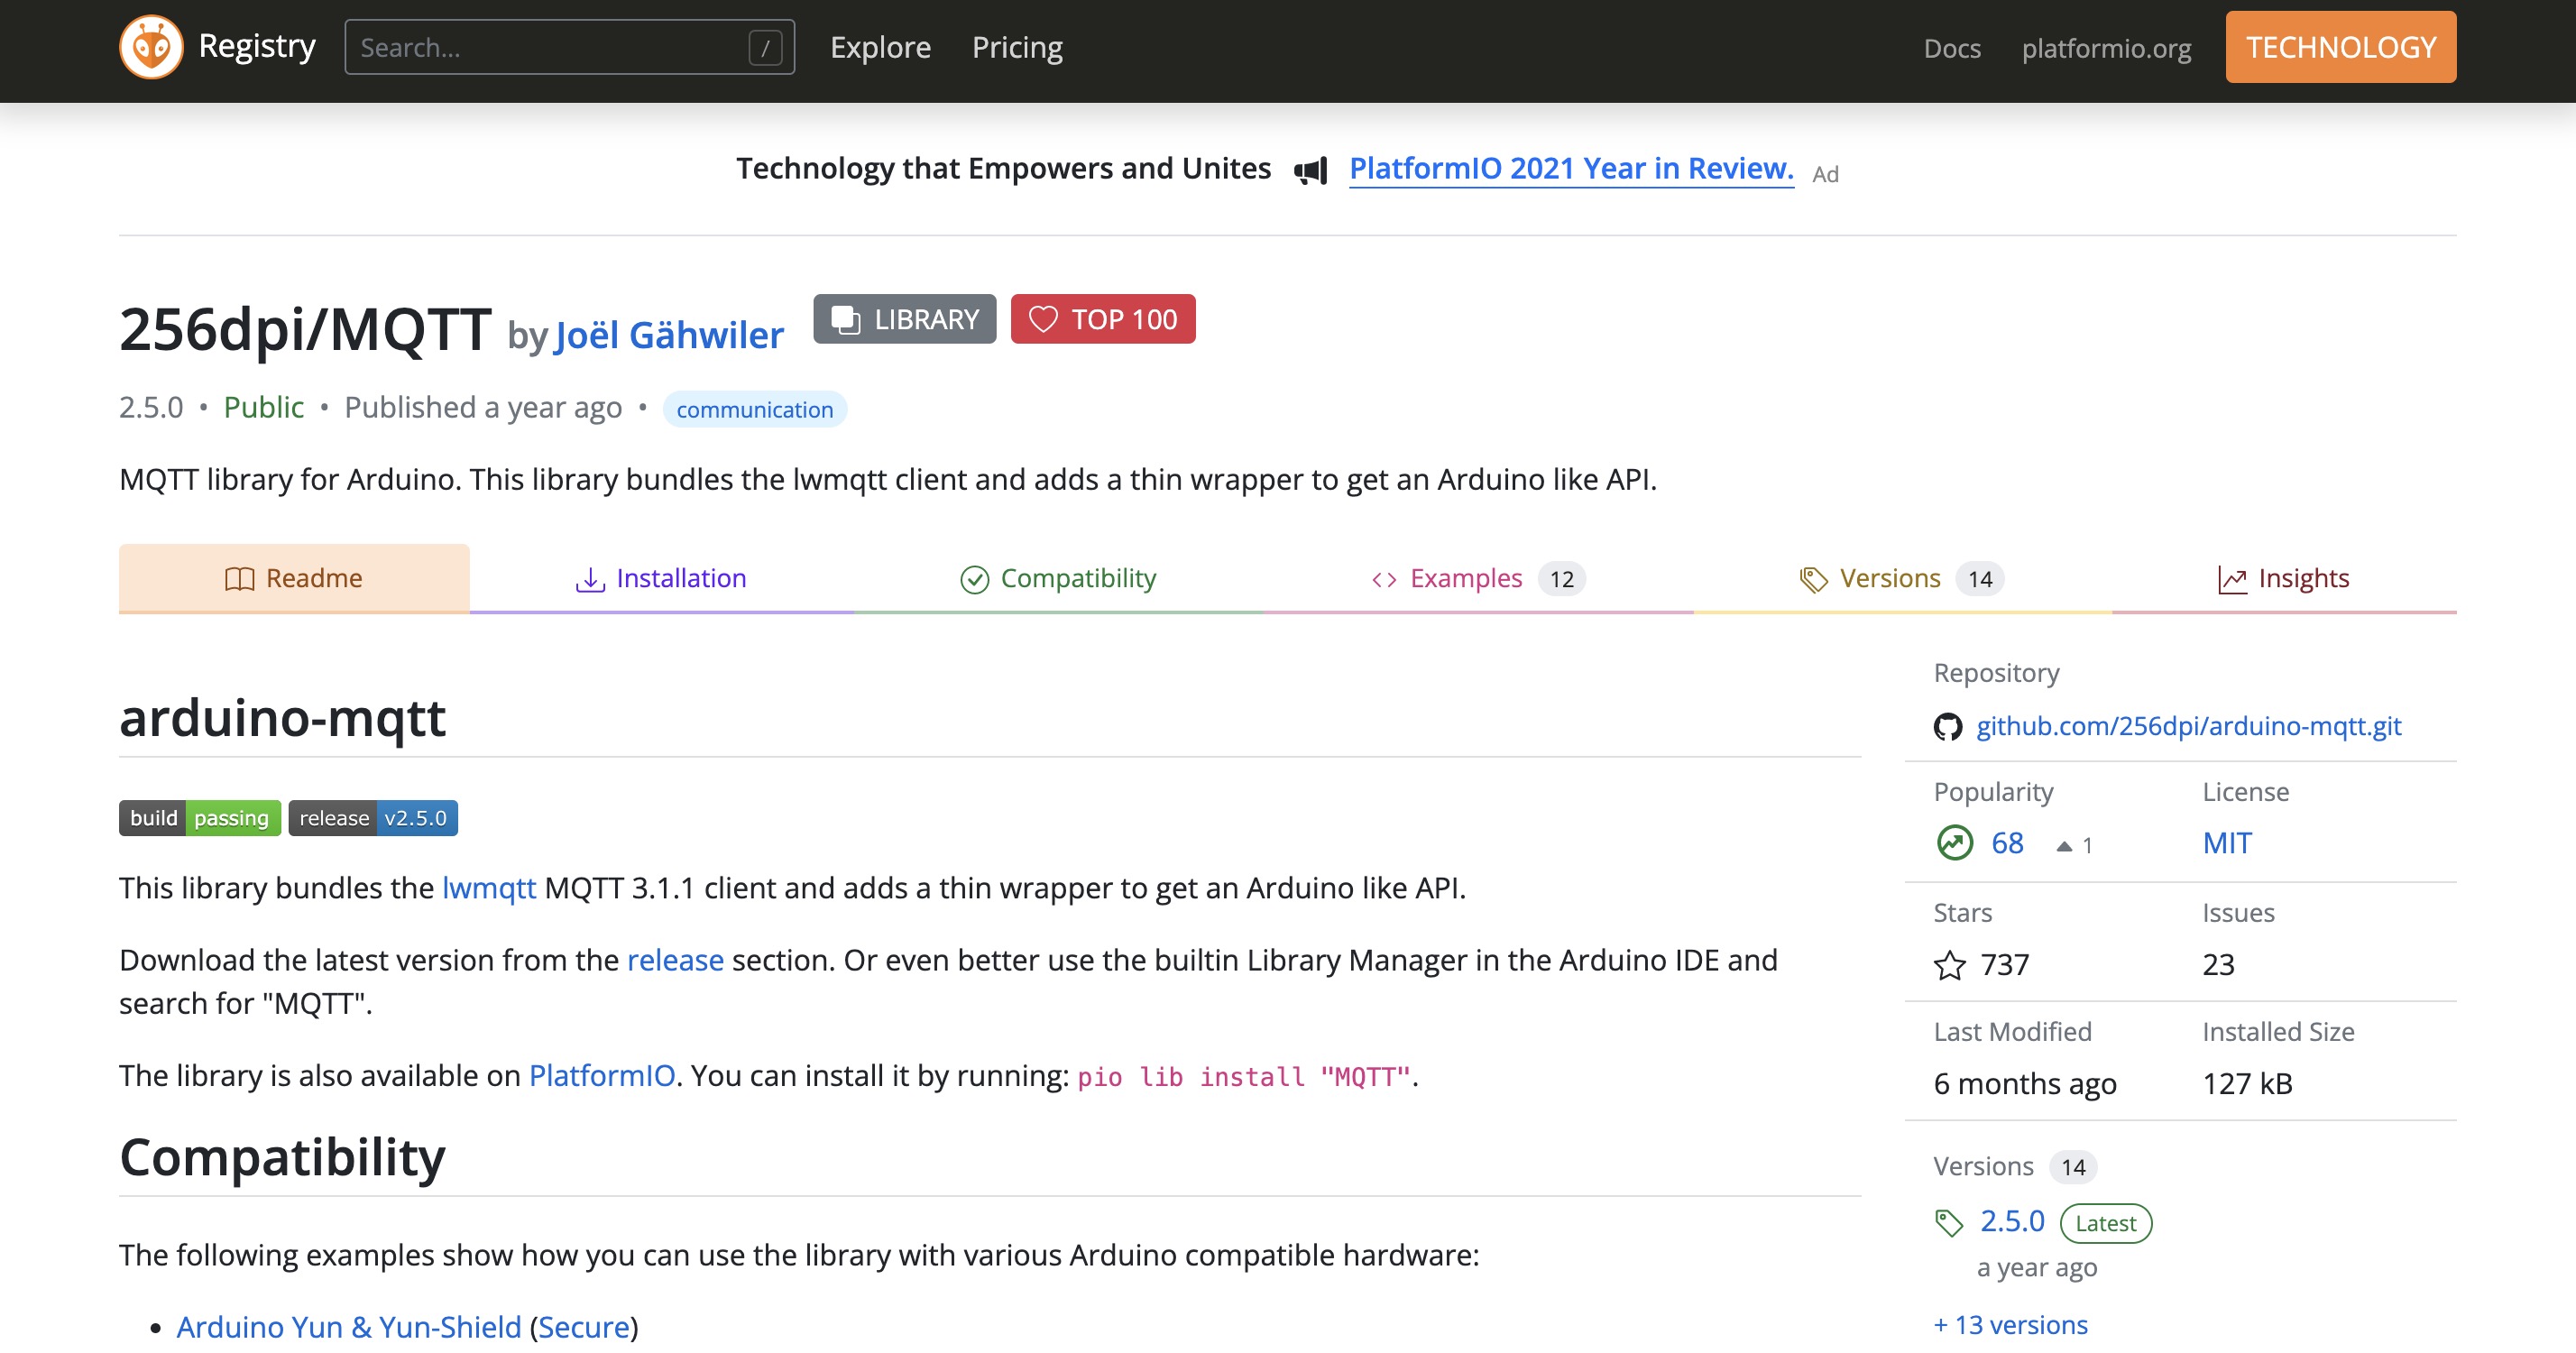 Registry
Search...
/
Explore
Pricing
Docs
platformio.org
TECHNOLOGY
Technology that Empowers and Unites
PlatformIO 2021 Year in Review.
Ad
256dpi/MQTT by Joël Gähwiler
LIBRARY
TOP 100
2.5.0 • Public • Published a year ago • communication
MQTT library for Arduino. This library bundles the lwmqtt client and adds a thin wrapper to get an Arduino like API.
Readme
Installation
Compatibility
Examples 12
Versions 14
Insights
arduino-mqtt
build passing
release v2.5.0
This library bundles the lwmqtt MQTT 3.1.1 client and adds a thin wrapper to get an Arduino like API.
Download the latest version from the release section. Or even better use the builtin Library Manager in the Arduino IDE and
search for "MQTT".
The library is also available on PlatformIO. You can install it by running: pio lib install "MQTT".
Compatibility
The following examples show how you can use the library with various Arduino compatible hardware:
• Arduino Yun & Yun-Shield (Secure)
Repository
github.com/256dpi/arduino-mqtt.git
Popularity
68 ▲ 1
License
MIT
Stars
737
Issues
23
Last Modified
6 months ago
Installed Size
127 kB
Versions 14
2.5.0 Latest
a year ago
+ 13 versions